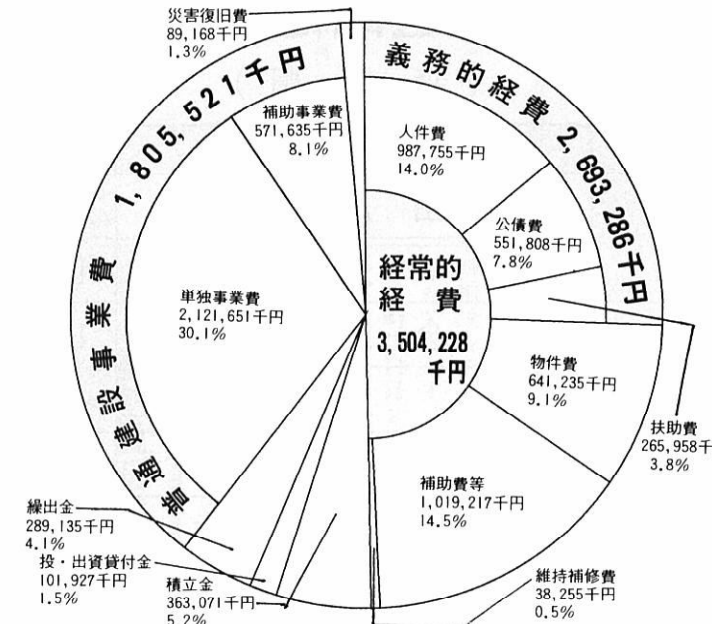 災害復旧費
89,168千円
1.3%
義務的経費 2,693,286千円
人件費
987,755千円
14.0%
公債費
551,808千円
7.8%
扶助費
265,958千
3.8%
経常的
経費
3,504,228
千円
物件費
641,235千円
9.1%
補助費等
1,019,217千円
14.5%
維持補修費
38,255千円
0.5%
積立金
363,071千円
5.2%
投・出資貸付金
101,927千円
1.5%
繰出金
289,135千円
4.1%
普通建設事業費 1,805,521千円
単独事業費
2,121,651千円
30.1%
補助事業費
571,635千円
8.1%